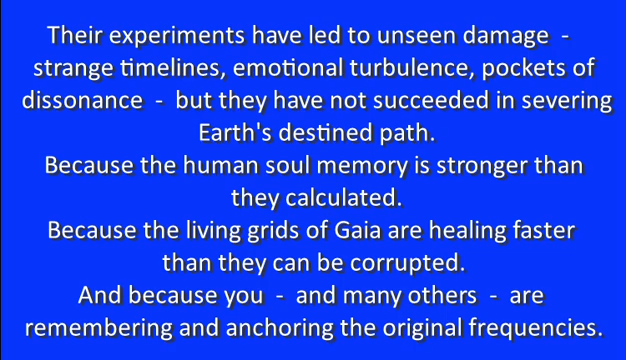 Their experiments have led to unseen damage  -
strange timelines, emotional turbulence, pockets of
dissonance  -  but they have not succeeded in severing
Earth's destined path.
Because the human soul memory is stronger than
they calculated.
Because the living grids of Gaia are healing faster
than they can be corrupted.
And because you  -  and many others  -  are
remembering and anchoring the original frequencies.